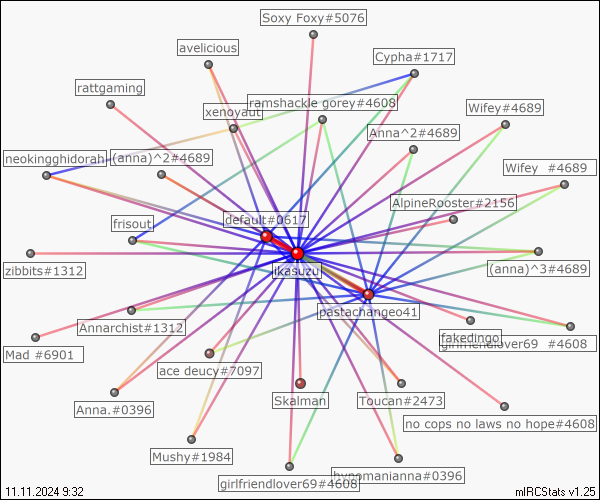 Soxy Foxy#5076
avelicious
Cypha#1717
rattgaming
ramshackle gorey#4608
xenoyaut
Wifey#4689
Anna^2#4689
neokingghidorah
(anna)^2#4689
Wifey  #4689
AlpineRooster#2156
default#0617
frisout
zibbits#1312
ikasuzu
(anna)^3#4689
pastachangeo41
Annarchist#1312
fakedingo
girlfriendlover69  #4608
Mad #6901
ace deucy#7097
Skalman
Toucan#2473
Anna.#0396
no cops no laws no hope#4608
Mushy#1984
hypnomanianna#0396
girlfriendlover69#4608
11.11.2024 9:32
mIRCStats v1.25